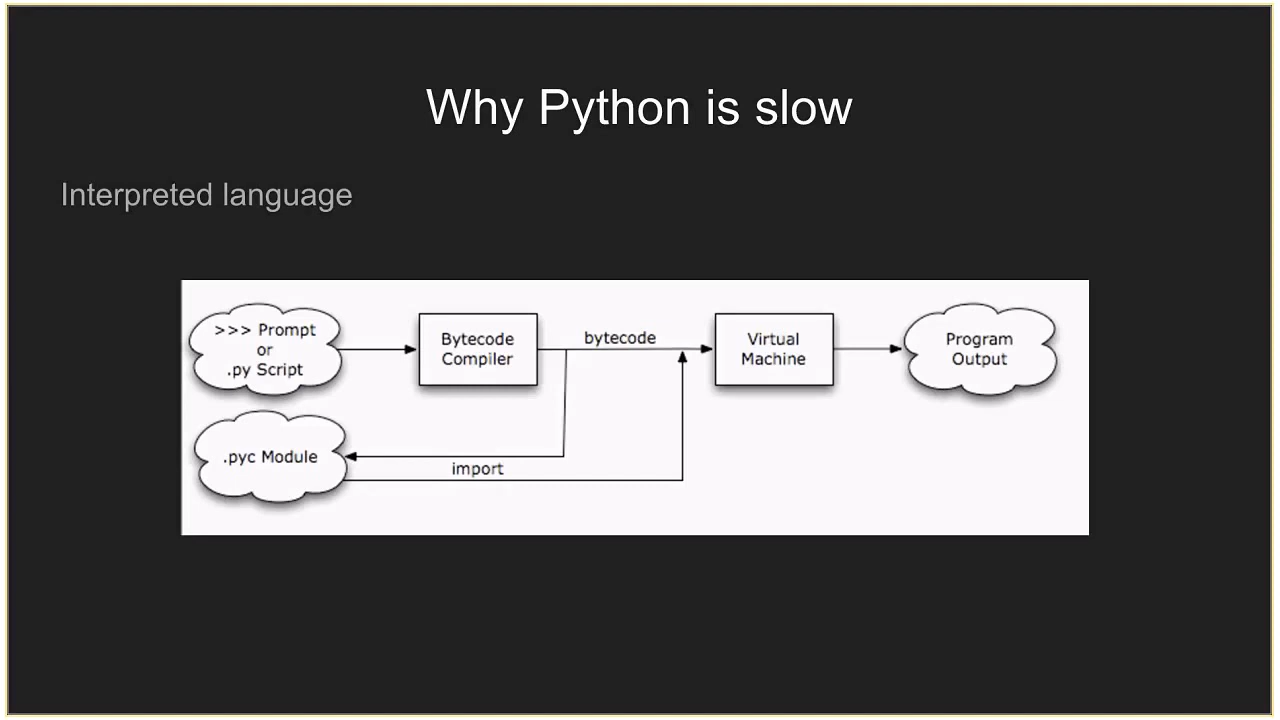 Why Python is slow
Interpreted language
>>> Prompt
or
.py Script
Bytecode
Compiler
bytecode
Virtual
Machine
Program
Output
.pyc Module
import